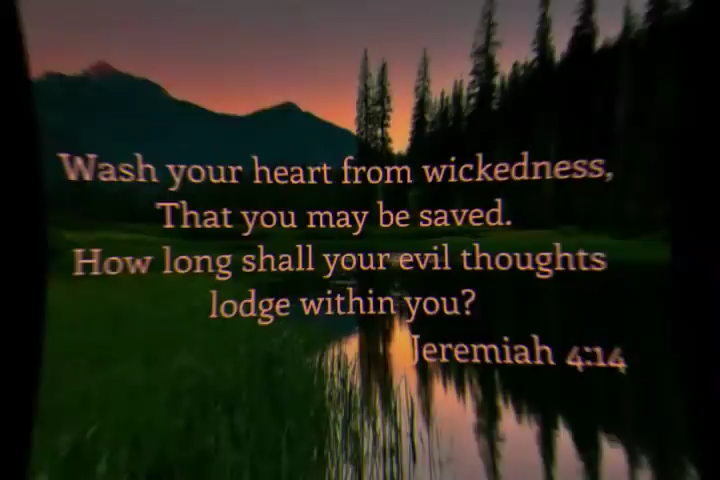 Wash your heart from wickedness,
That you may be saved.
How long shall your evil thoughts
lodge within you?
Jeremiah 4:14